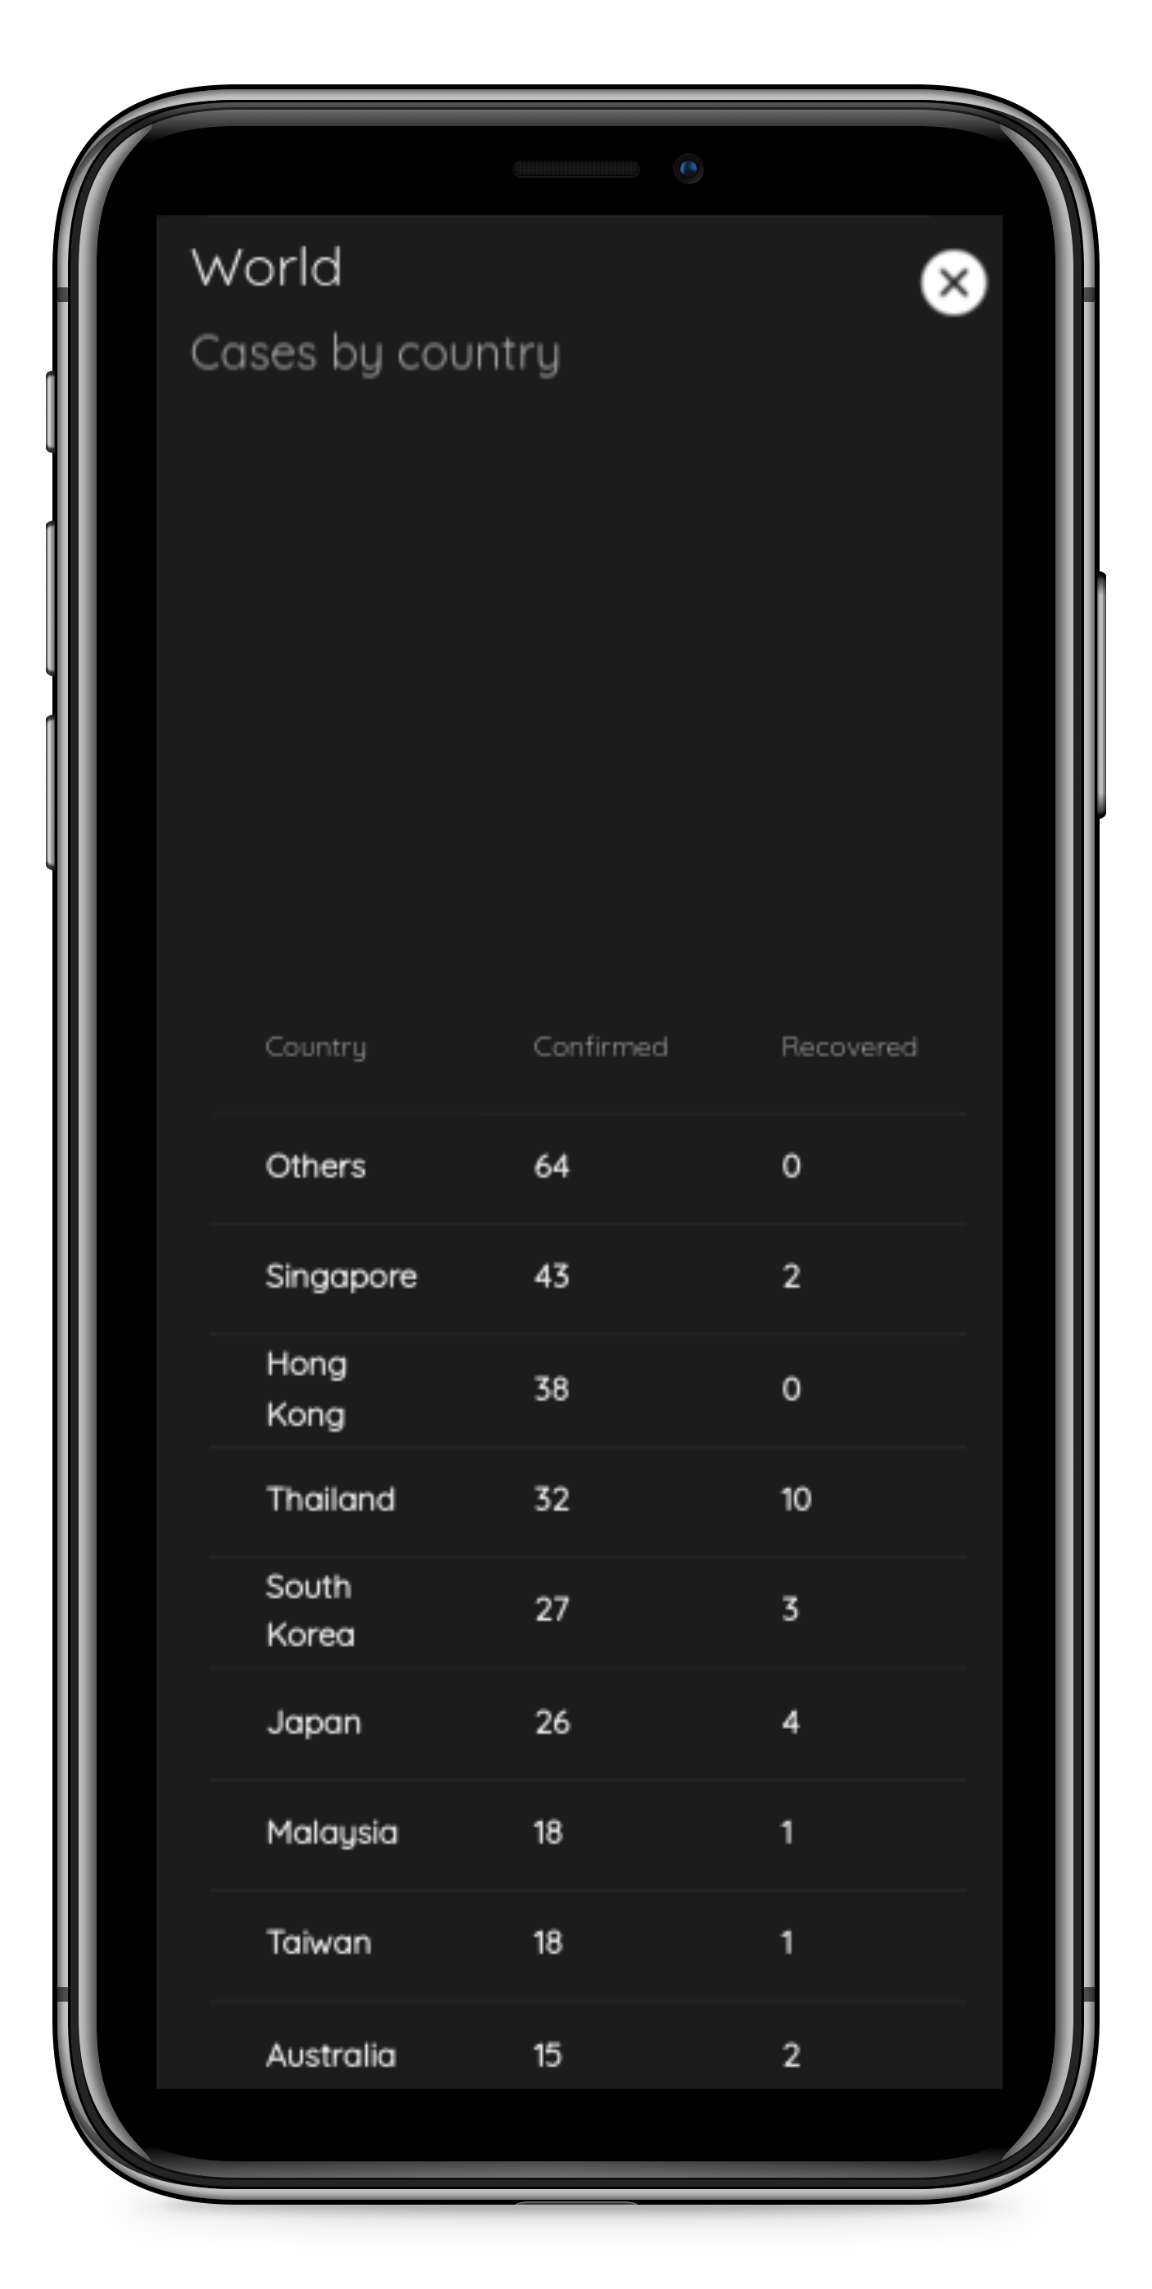 World
Cases by country
Country Confirmed Recovered
Others 64 0
Singapore 43 2
Hong Kong 38 0
Thailand 32 10
South Korea 27 3
Japan 26 4
Malaysia 18 1
Taiwan 18 1
Australia 15 2